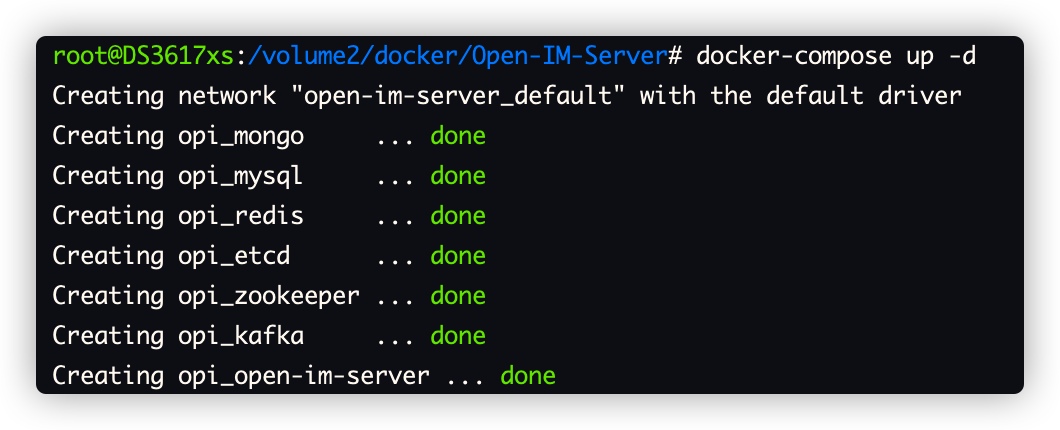 root@DS3617xs:/volume2/docker/Open-IM-Server# docker-compose up -d
Creating network "open-im-server_default" with the default driver
Creating opi_mongo     ... done
Creating opi_mysql     ... done
Creating opi_redis     ... done
Creating opi_etcd      ... done
Creating opi_zookeeper ... done
Creating opi_kafka     ... done
Creating opi_open-im-server ... done